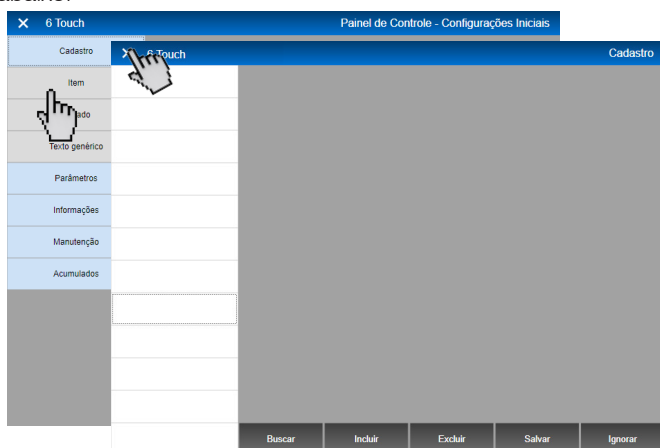 6 Touch
Painel de Controle - Configurações Iniciais
Cadastro
Item
Texto genérico
Parâmetros
Informações
Manutenção
Acumulados
6 Touch
Cadastro
Buscar
Incluir
Excluir
Salvar
Ignorar